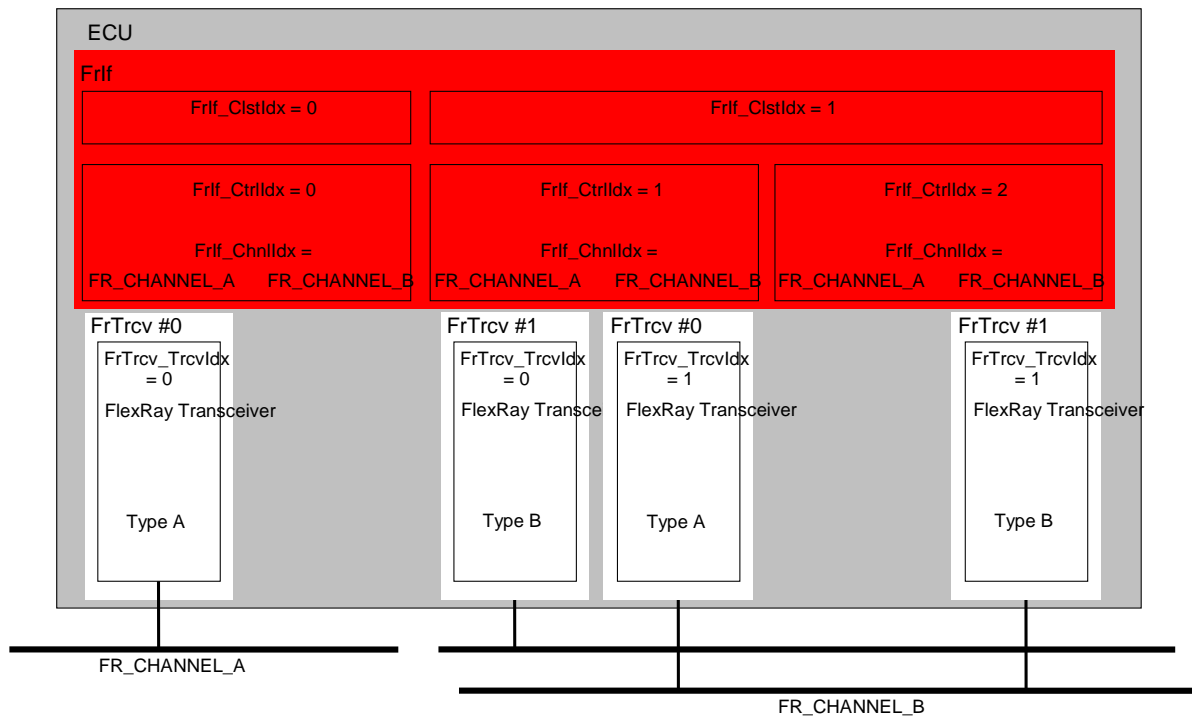 ECU
FrIf
FrIf_ClstIdx = 0
FrIf_ClstIdx = 1
FrIf_CtrlIdx = 0
FrIf_CtrlIdx = 1
FrIf_CtrlIdx = 2
FrIf_ChnlIdx =
FrIf_ChnlIdx =
FrIf_ChnlIdx =
FR_CHANNEL_A FR_CHANNEL_B
FR_CHANNEL_A FR_CHANNEL_B
FR_CHANNEL_A FR_CHANNEL_B
FrTrcv #0
FrTrcv_TrcvIdx
= 0
FlexRay Transceiver
Type A
FrTrcv #1
FrTrcv_TrcvIdx
= 0
FlexRay Transce
Type B
FrTrcv #0
FrTrcv_TrcvIdx
= 1
FlexRay Transceiver
Type A
FrTrcv #1
FrTrcv_TrcvIdx
= 1
FlexRay Transceiver
Type B
FR_CHANNEL_A
FR_CHANNEL_B